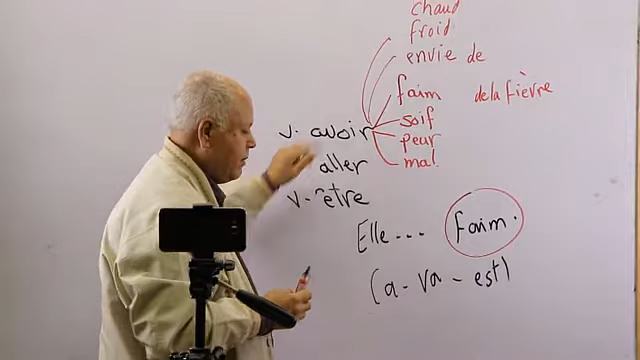 chaud
froid
envie de
faim
de la fièvre
soif
peur
mal
v. avoir
aller
v. être
Elle ... faim.
(a - va - est)